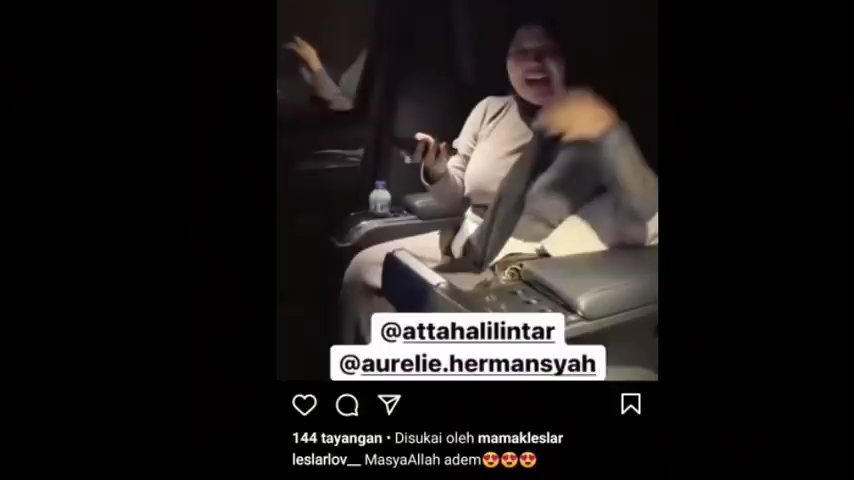 @attahalilintar
@aurelie.hermansyah
144 tayangan • Disukai oleh mamakleslar
leslarlov__ MasyaAllah adem😍😍😍